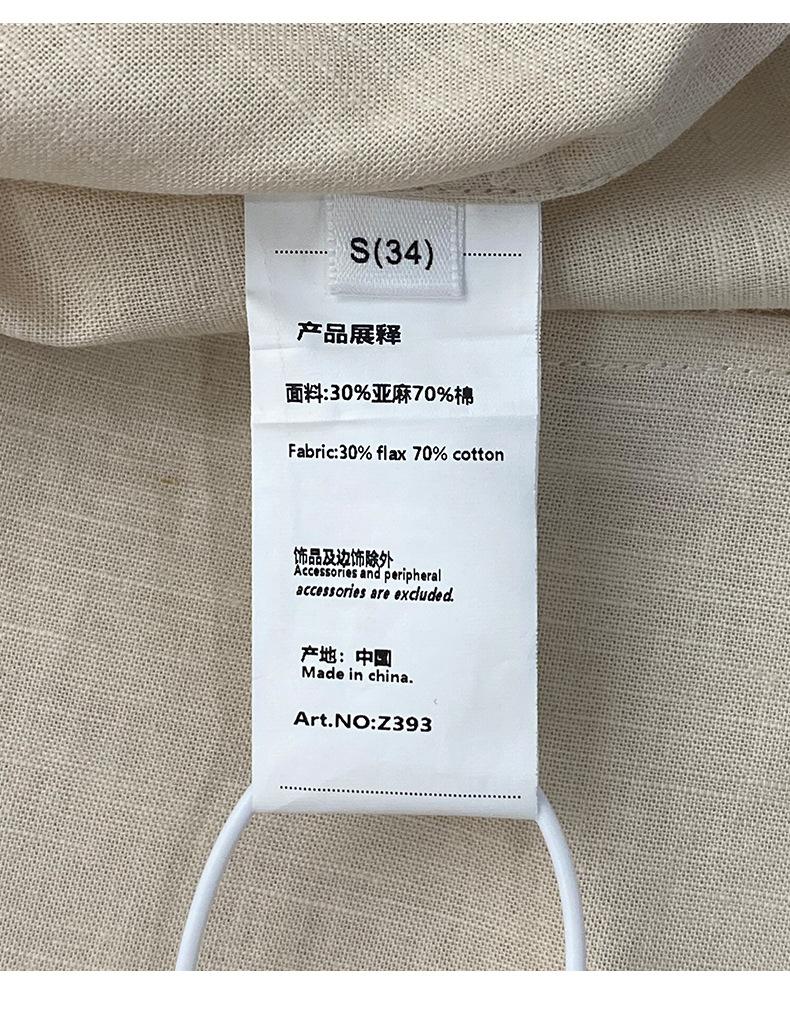 S(34)
产品展释
面料:30%亚麻70%棉
Fabric:30% flax 70% cotton
饰品及边饰除外
Accessories and peripheral
accessories are excluded.
产地：中国
Made in china.
Art.NO:Z393